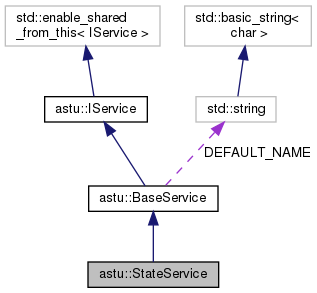 std::enable_shared
_from_this< IService >
std::basic_string<
char >
astu::IService
std::string
DEFAULT_NAME
astu::BaseService
astu::StateService